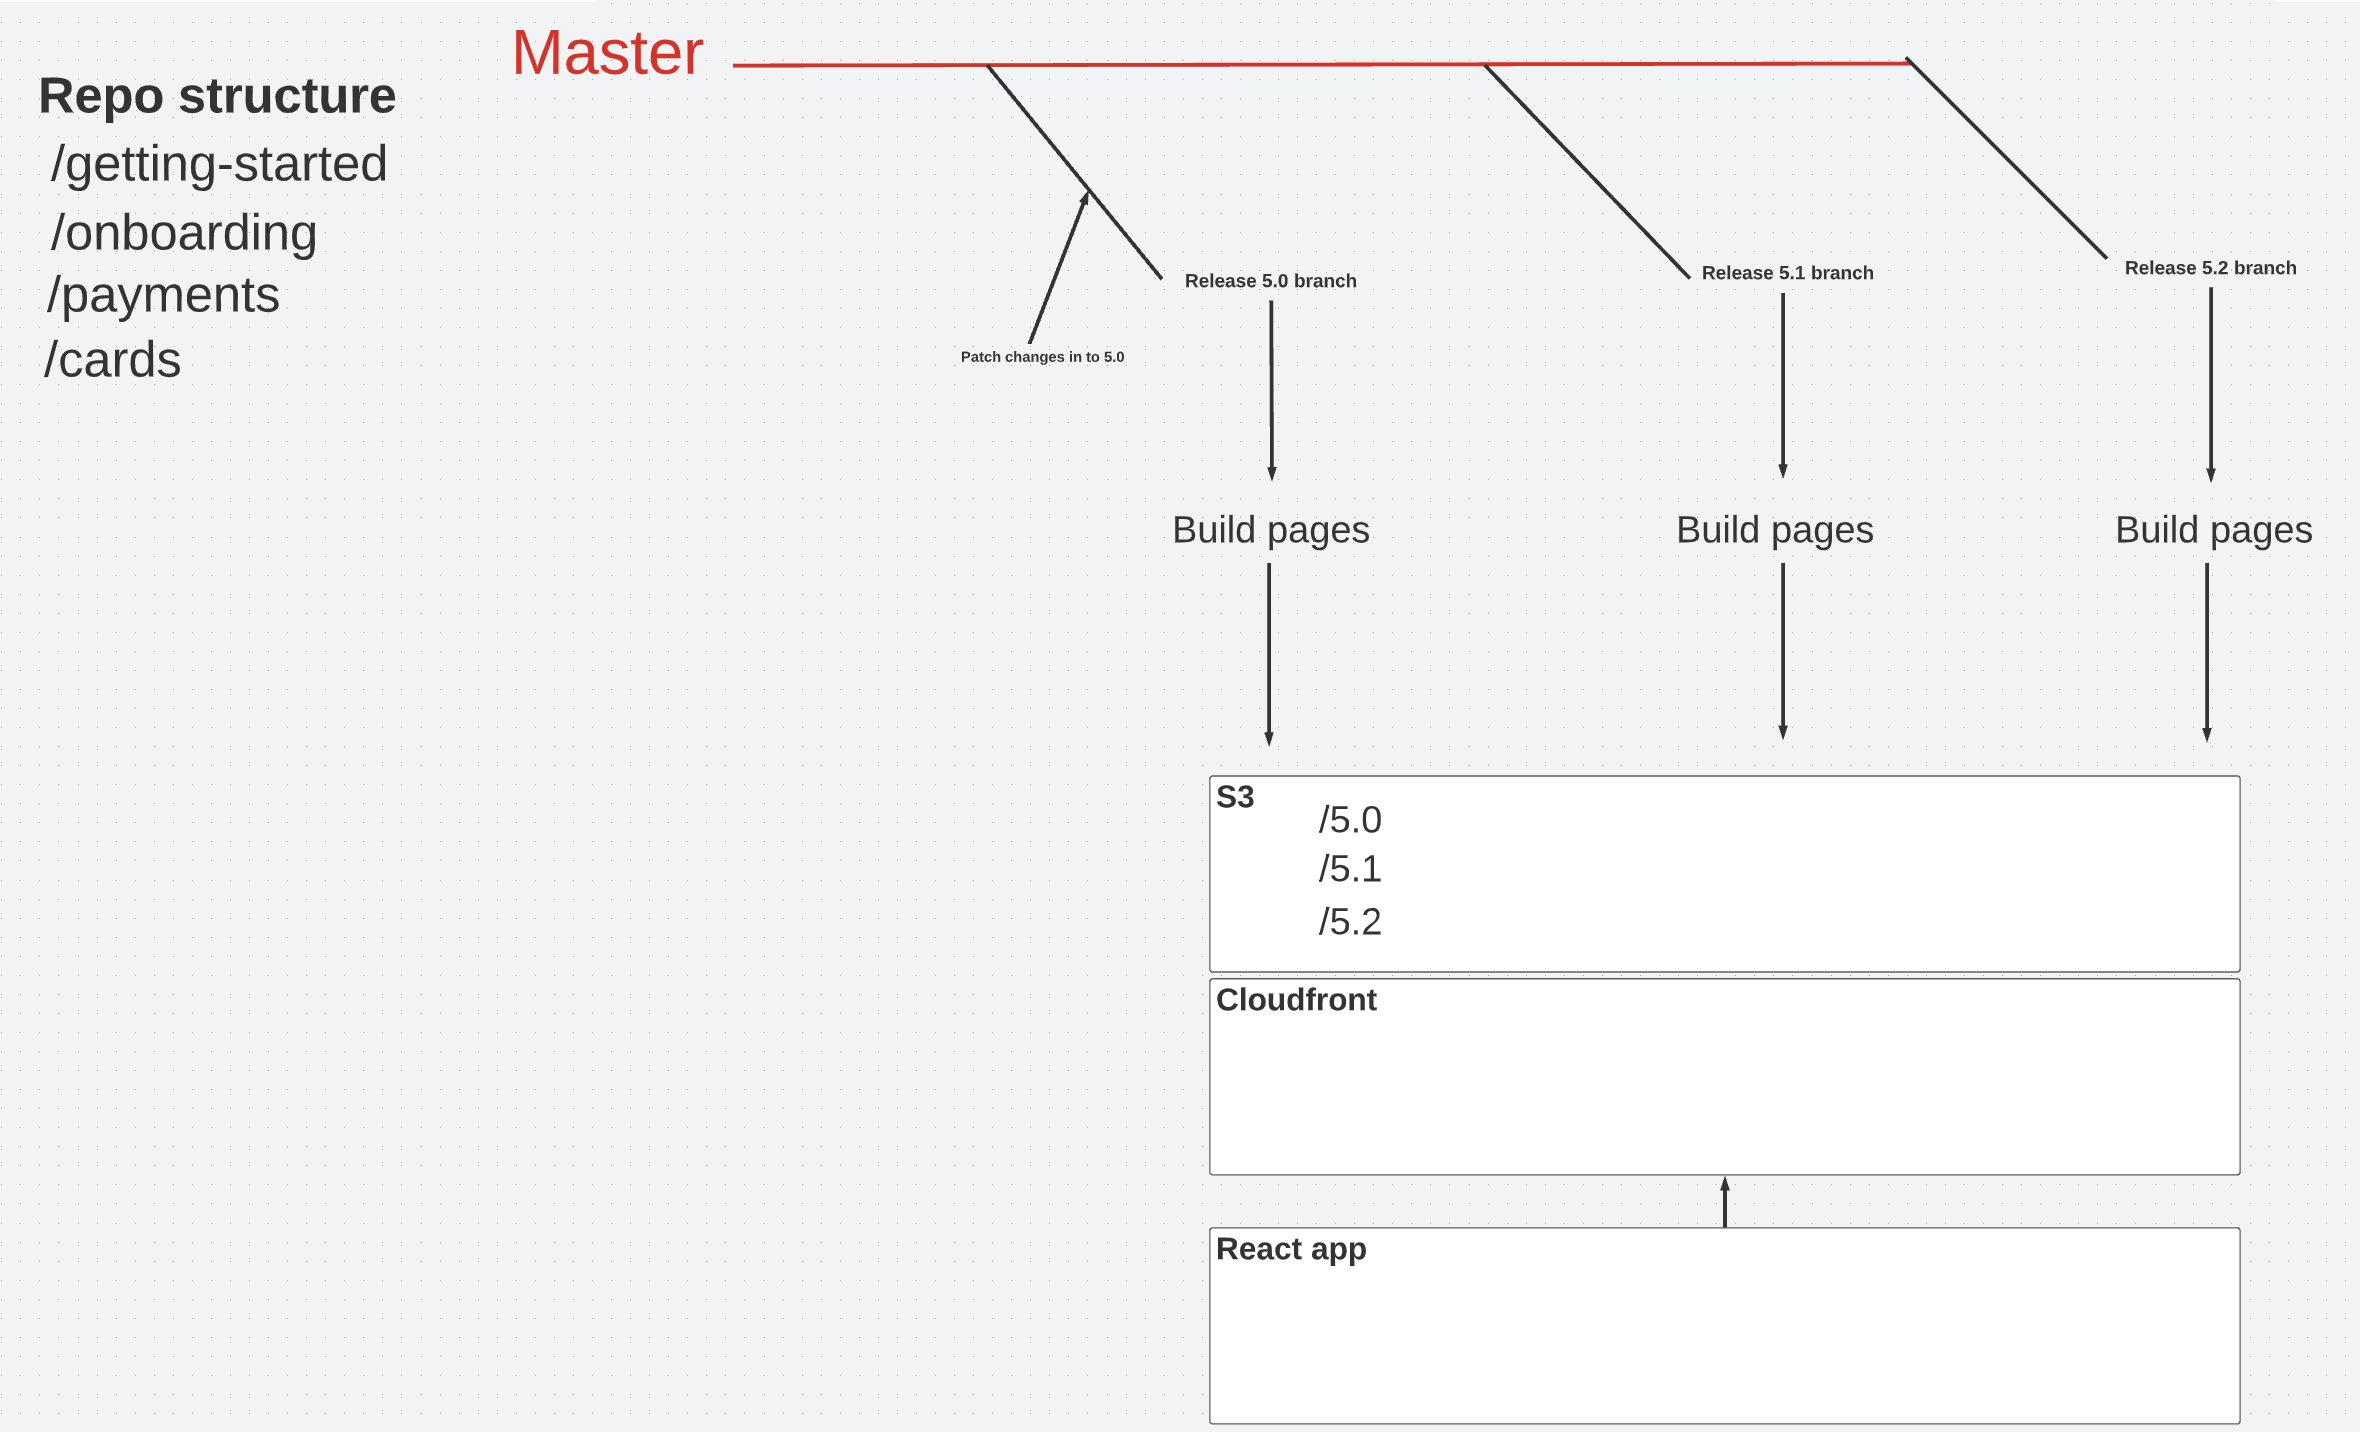 Master
Repo structure
/getting-started
/onboarding
/payments
/cards
Release 5.0 branch
Release 5.1 branch
Release 5.2 branch
Patch changes in to 5.0
Build pages
Build pages
Build pages
S3
/5.0
/5.1
/5.2
Cloudfront
React app